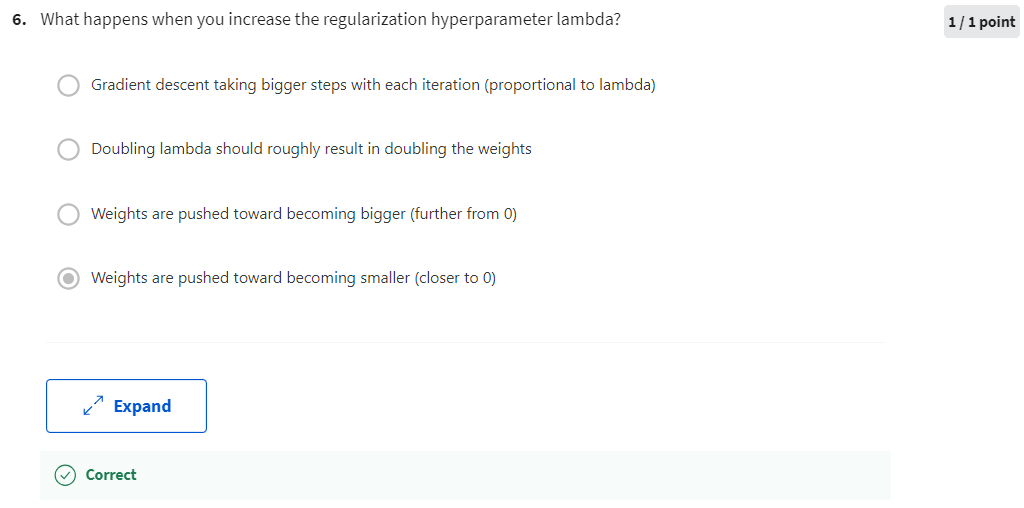 6. What happens when you increase the regularization hyperparameter lambda?
1 / 1 point
Gradient descent taking bigger steps with each iteration (proportional to lambda)
Doubling lambda should roughly result in doubling the weights
Weights are pushed toward becoming bigger (further from 0)
Weights are pushed toward becoming smaller (closer to 0)
Expand
Correct